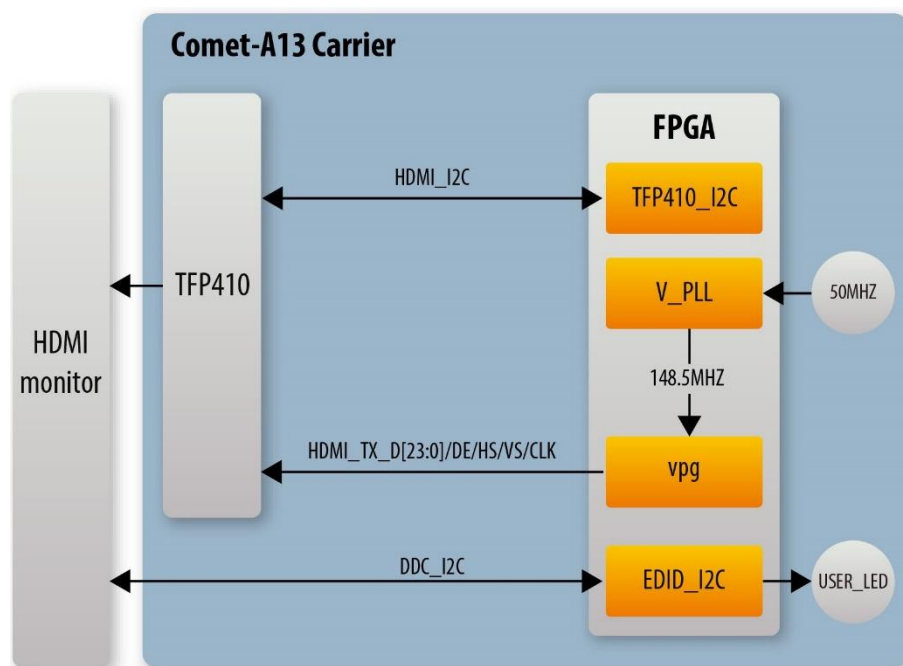 Comet-A13 Carrier
FPGA
HDMI_I2C
TFP410_I2C
TFP410
V_PLL
50MHZ
HDMI
monitor
148.5MHZ
HDMI_TX_D[23:0]/DE/HS/VS/CLK
vpg
DDC_I2C
EDID_I2C
USER_LED